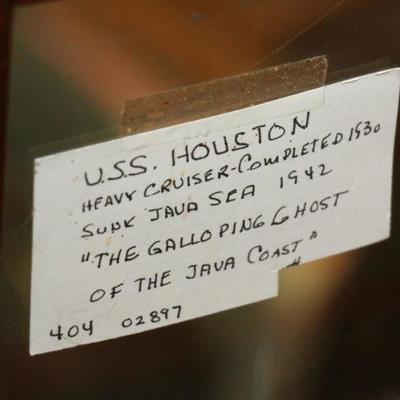 U.S.S. HOUSTON
HEAVY CRUISER-COMPLETED 1930
SUNK JAVA SEA 1942
"THE GALLOPING GHOST
OF THE JAVA COAST"
404 02897